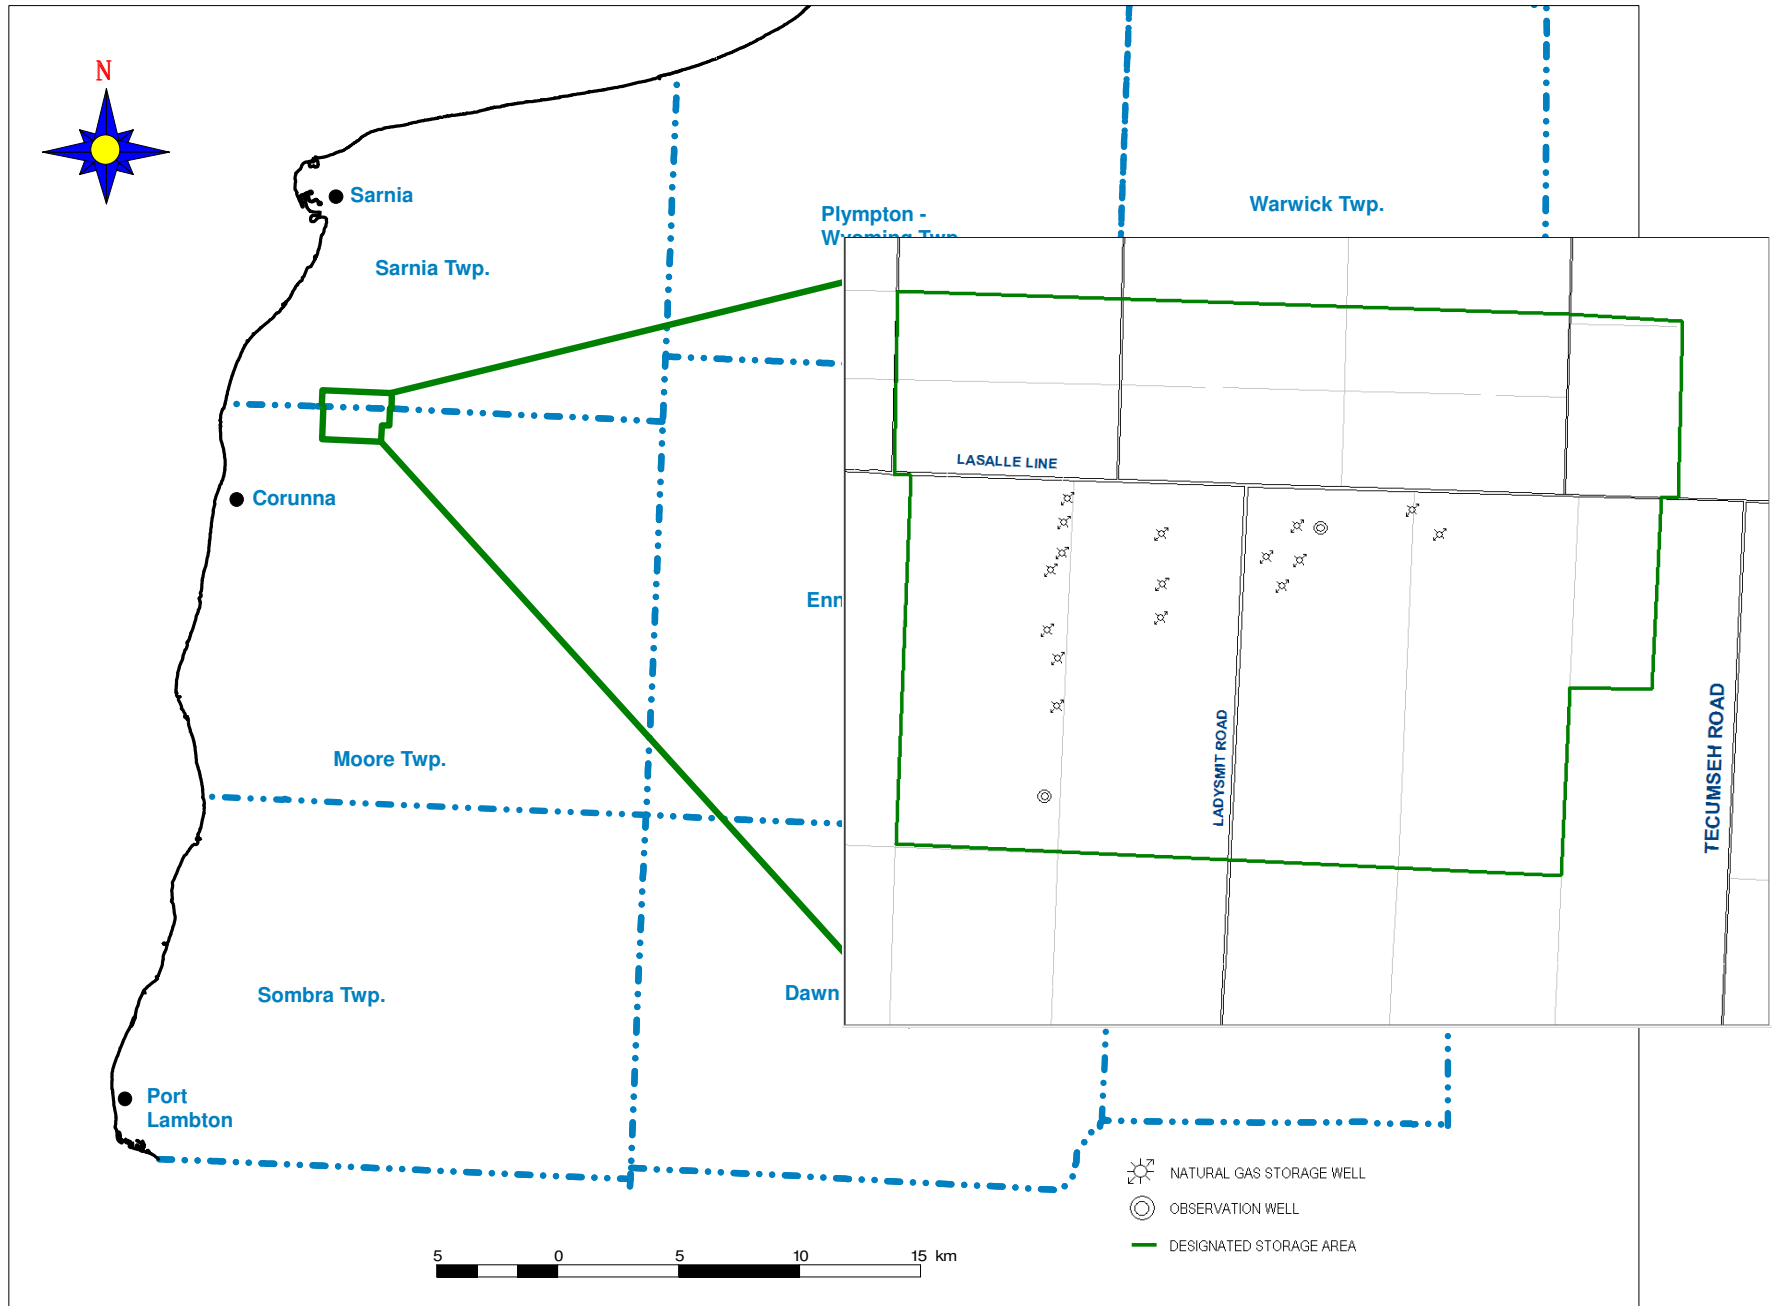 N
Sarnia
Sarnia Twp.
Plympton -
Warwick Twp.
LASALLE LINE
Corunna
Moore Twp.
LADYSMIT ROAD
TECUMSEH ROAD
Sombra Twp.
Dawn
Port
Lambton
NATURAL GAS STORAGE WELL
OBSERVATION WELL
DESIGNATED STORAGE AREA
5 0 5 10 15 km